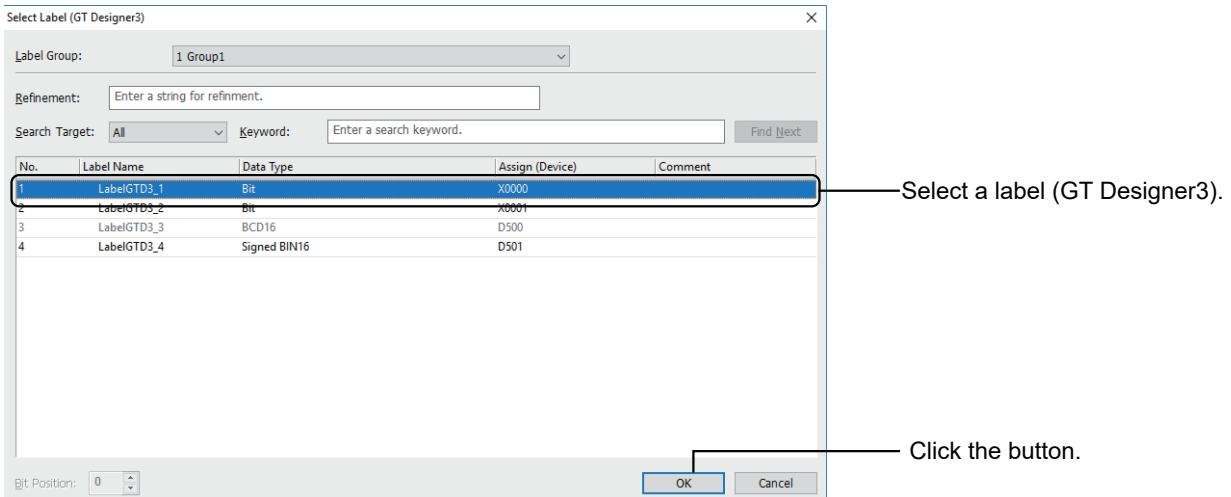 Select Label (GT Designer3)
Label Group: 1 Group1
Refinement: Enter a string for refinment.
Search Target: All Keyword: Enter a search keyword. Find Next
No. Label Name Data Type Assign (Device) Comment
1 LabelGTD3_1 Bit X0000
Select a label (GT Designer3).
2 LabelGTD3_2 Bit X0001
3 LabelGTD3_3 BCD16 D500
4 LabelGTD3_4 Signed BIN16 D501
Click the button.
Bit Position: 0 OK Cancel